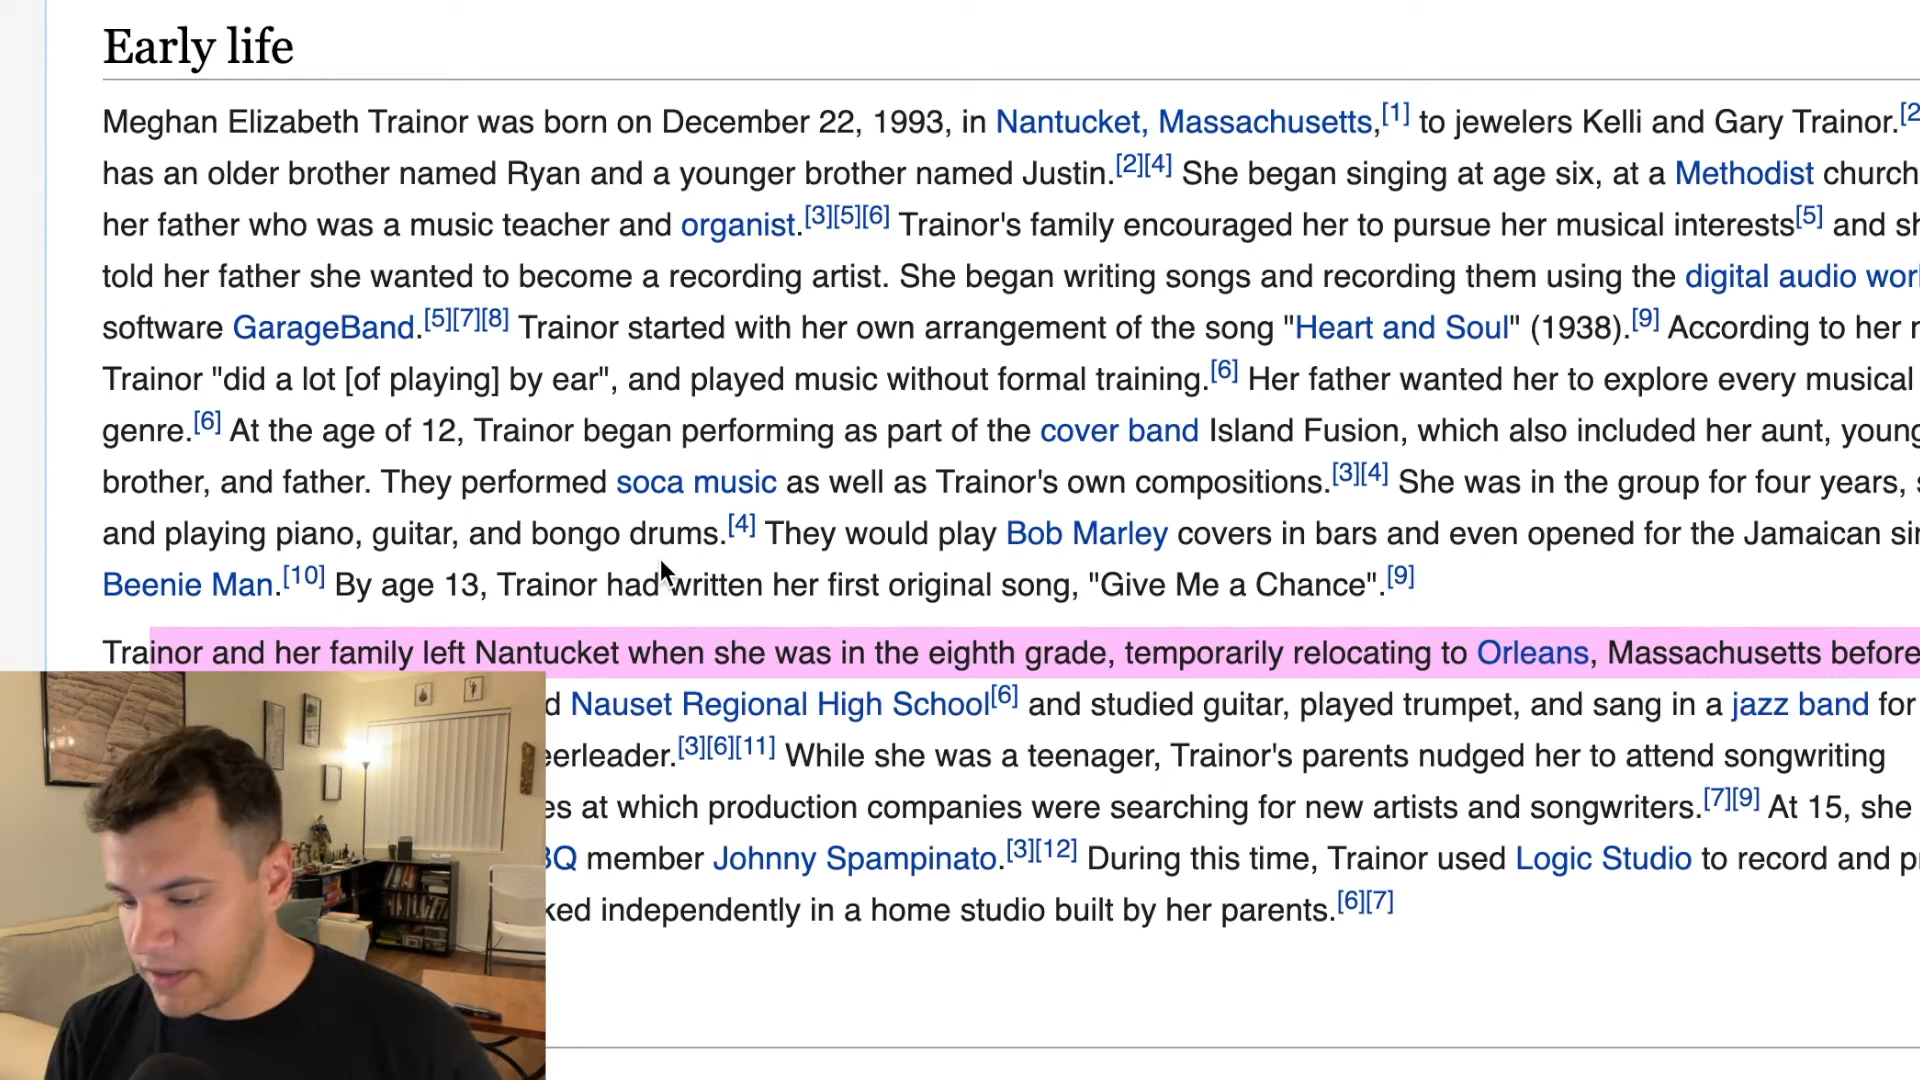 Early life
Meghan Elizabeth Trainor was born on December 22, 1993, in Nantucket, Massachusetts,[1] to jewelers Kelli and Gary Trainor.[2
has an older brother named Ryan and a younger brother named Justin.[2][4] She began singing at age six, at a Methodist church
her father who was a music teacher and organist.[3][5][6] Trainor's family encouraged her to pursue her musical interests[5] and sh
told her father she wanted to become a recording artist. She began writing songs and recording them using the digital audio wor
software GarageBand.[5][7][8] Trainor started with her own arrangement of the song "Heart and Soul" (1938).[9] According to her
Trainor "did a lot [of playing] by ear", and played music without formal training.[6] Her father wanted her to explore every musical
genre.[6] At the age of 12, Trainor began performing as part of the cover band Island Fusion, which also included her aunt, young
brother, and father. They performed soca music as well as Trainor's own compositions.[3][4] She was in the group for four years, s
and playing piano, guitar, and bongo drums.[4] They would play Bob Marley covers in bars and even opened for the Jamaican sin
Beenie Man.[10] By age 13, Trainor had written her first original song, "Give Me a Chance".[9]
Trainor and her family left Nantucket when she was in the eighth grade, temporarily relocating to Orleans, Massachusetts before
d Nauset Regional High School[6] and studied guitar, played trumpet, and sang in a jazz band for
eerleader.[3][6][11] While she was a teenager, Trainor's parents nudged her to attend songwriting
es at which production companies were searching for new artists and songwriters.[7][9] At 15, she
BQ member Johnny Spampinato.[3][12] During this time, Trainor used Logic Studio to record and p
ked independently in a home studio built by her parents.[6][7]